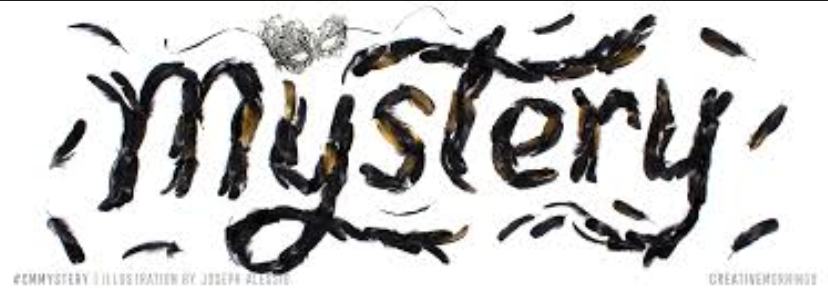 mystery
#CMMYSTERY | ILLUSTRATION BY JOSEPH ALESSIO
CREATIVEMORNINGS